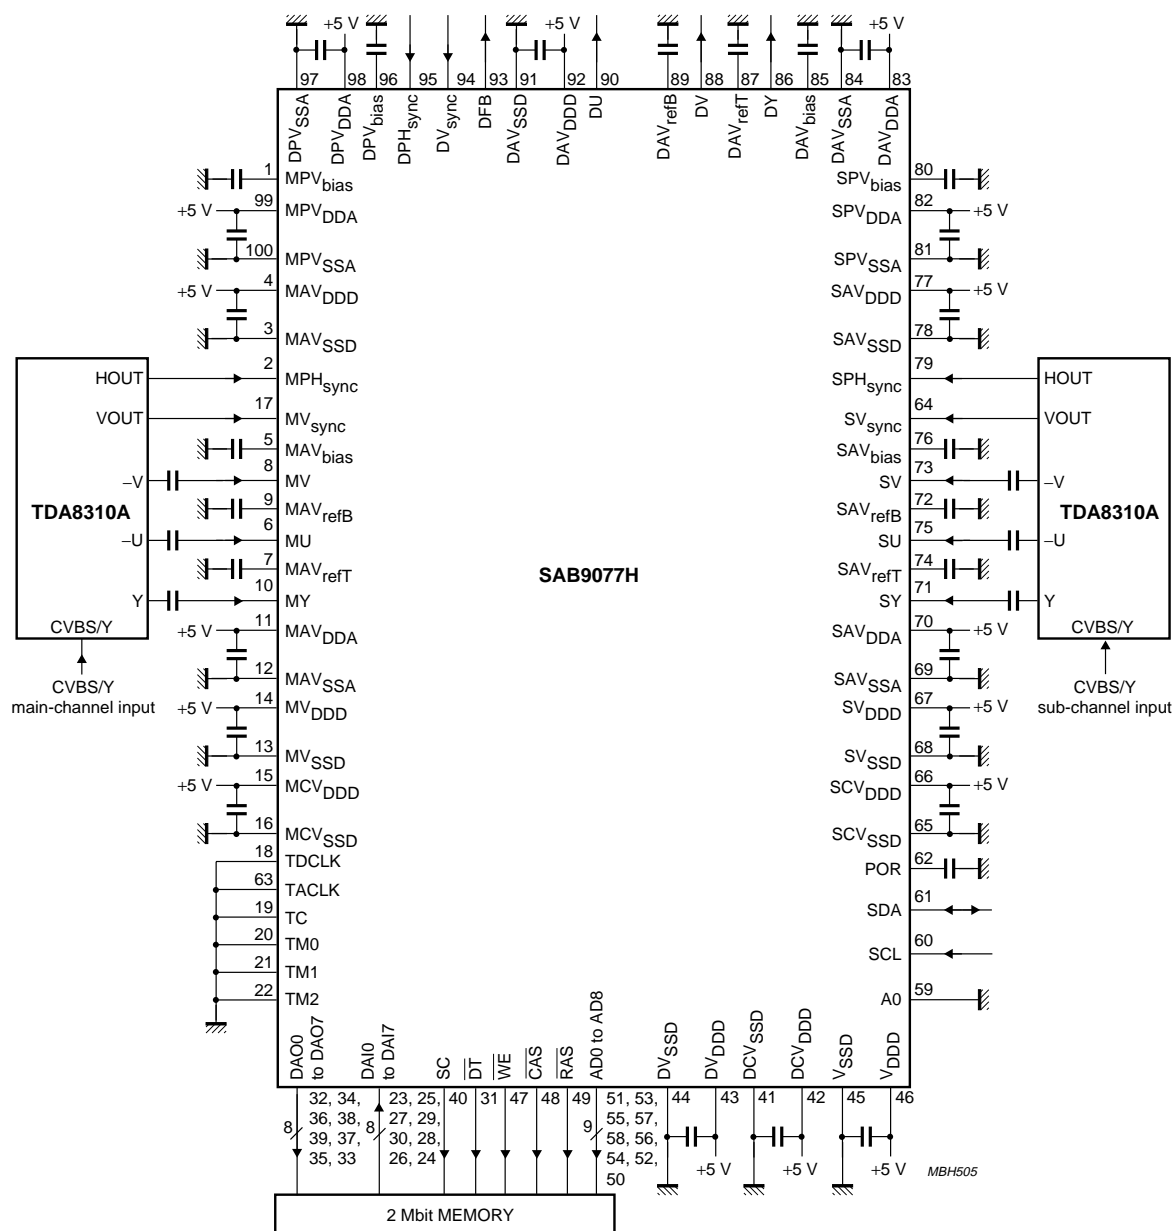 +5 V +5 V +5 V
97 98 96 95 94 93 91 92 90 89 88 87 86 85 84 83
DPVSSA DPVDDA DPVbias DPHsync DVsync DFB DAVSSD DAVDDD DU DAVrefB DV DAVrefT DY DAVbias DAVSSA DAVDDA
1 MPVbias SPVbias 80
+5 V 99 MPVDDA SPVDDA 82 +5 V
100 MPVSSA SPVSSA 81
+5 V 4 MAVDDD SAVDDD 77 +5 V
3 MAVSSD SAVSSD 78
HOUT 2 MPHsync SPHsync 79 HOUT
VOUT 17 MVsync SVsync 64 VOUT
5 MAVbias SAVbias 76
–V 8 MV SV 73 –V
TDA8310A 9 MAVrefB SAVrefB 72 TDA8310A
–U 6 MU SU 75 –U
7 MAVrefT SAVrefT 74
SAB9077H
Y 10 MY SY 71 Y
CVBS/Y +5 V 11 MAVDDA SAVDDA 70 +5 V CVBS/Y
12 MAVSSA SAVSSA 69
CVBS/Y CVBS/Y
main-channel input sub-channel input
+5 V 14 MVDDD SVDDD 67 +5 V
13 MVSSD SVSSD 68
+5 V 15 MCVDDD SCVDDD 66 +5 V
16 MCVSSD SCVSSD 65
18 TDCLK POR 62
63 TACLK
19 TC SDA 61
20 TM0 SCL 60
21 TM1
22 TM2 A0 59
DAO0 to DAO7 DAI0 to DAI7 SC DT WE CAS RAS AD0 to AD8 DVSSD DVDDD DCVSSD DCVDDD VSSD VDDD
32, 34, 23, 25, 40 31 47 48 49 51, 53, 44 43 41 42 45 46
36, 38, 27, 29, 55, 57,
8 39, 37, 8 30, 28, 9 58, 56,
35, 33 26, 24 54, 52,
50
+5 V +5 V +5 V
MBH505
2 Mbit MEMORY